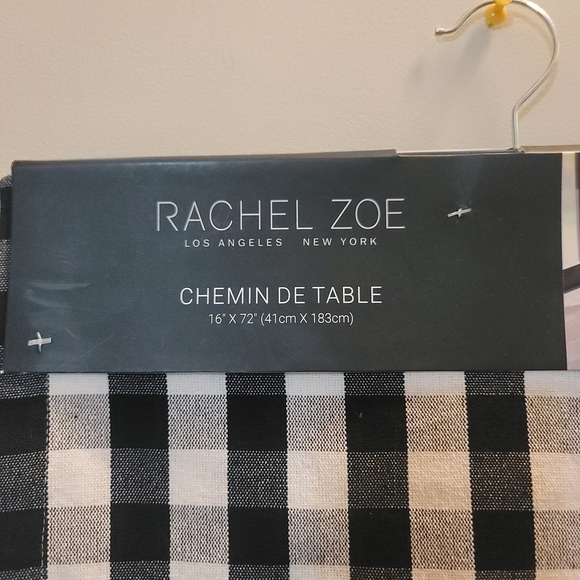 RACHEL ZOE
LOS ANGELES NEW YORK
CHEMIN DE TABLE
16" X 72" (41cm X 183cm)